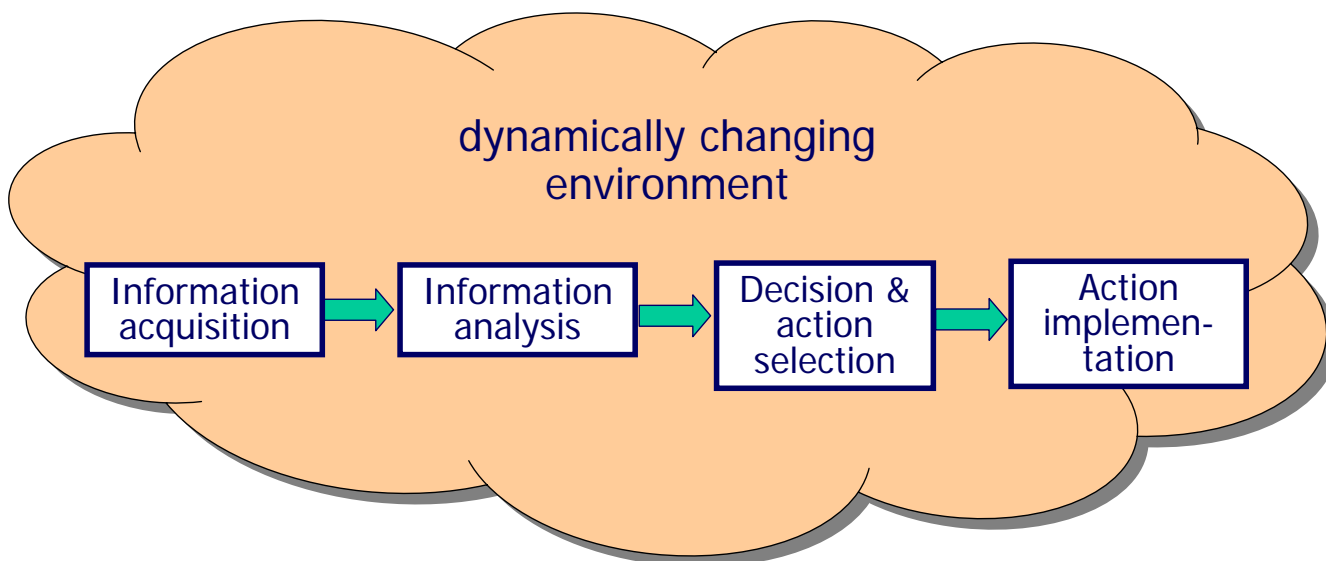 dynamically changing
environment
Information
acquisition
Information
analysis
Decision &
action
selection
Action
implemen-
tation